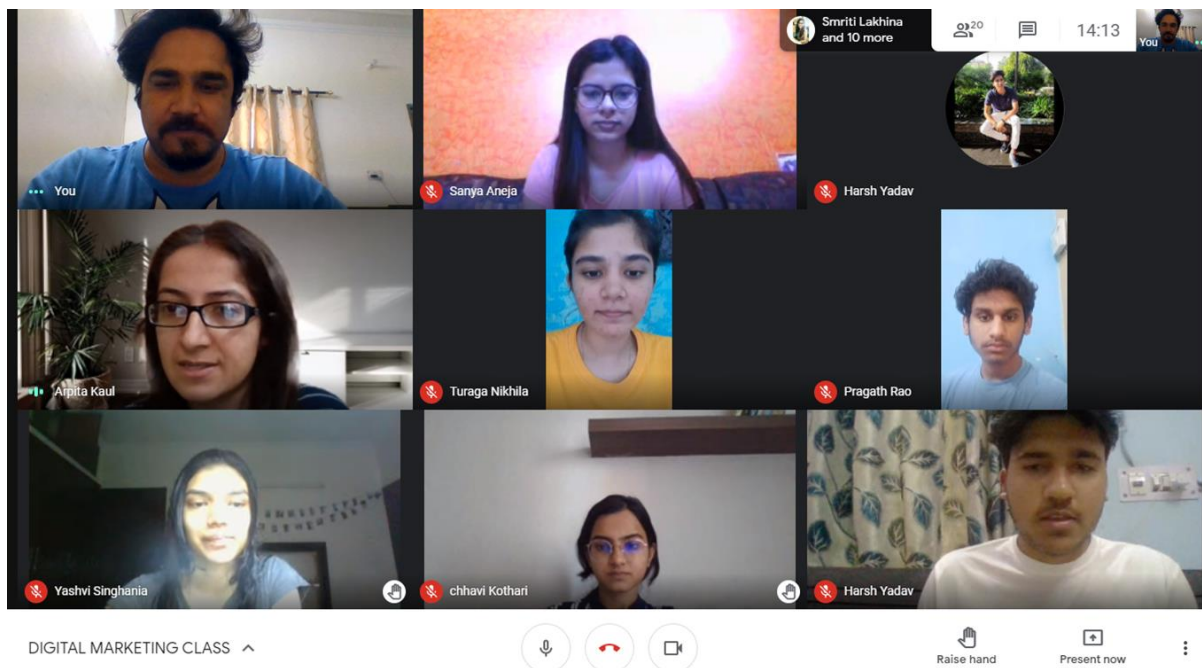 Smriti Lakhina
and 10 more
20
14:13
You
You
Sanya Aneja
Harsh Yadav
Arpita Kaul
Turaga Nikhila
Pragath Rao
Yashvi Singhania
chhavi Kothari
Harsh Yadav
DIGITAL MARKETING CLASS
Raise hand
Present now